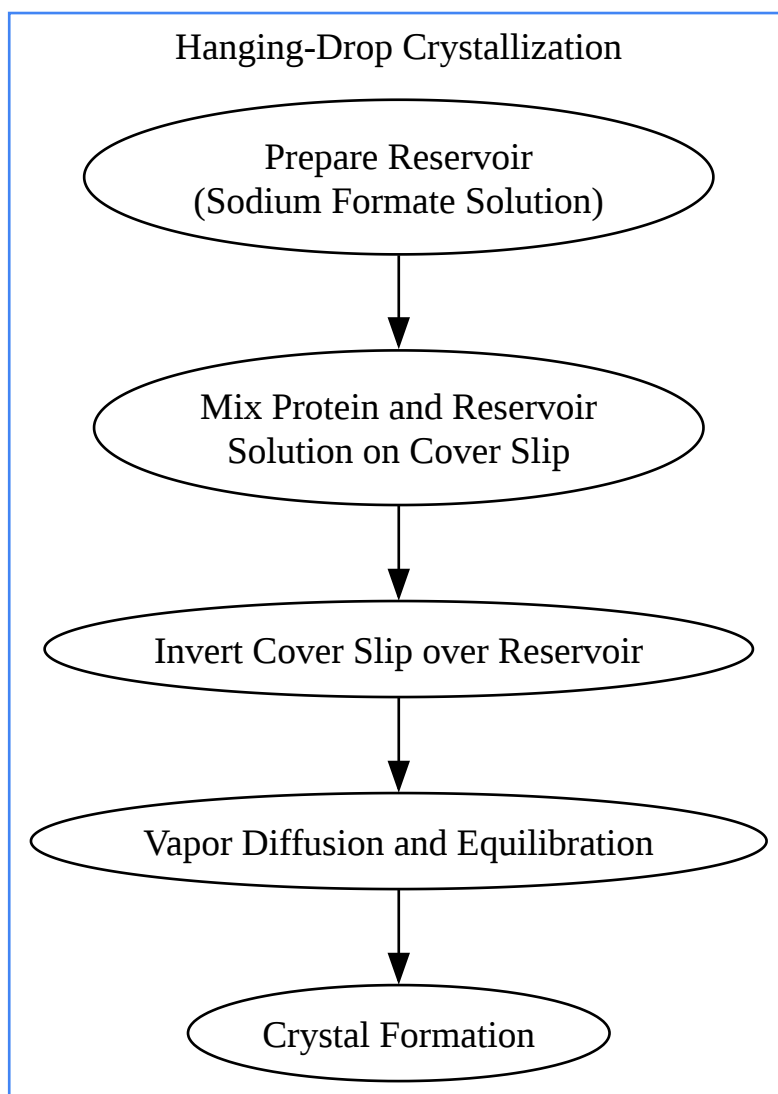 Hanging-Drop Crystallization
Prepare Reservoir
(Sodium Formate Solution)
Mix Protein and Reservoir
Solution on Cover Slip
Invert Cover Slip over Reservoir
Vapor Diffusion and Equilibration
Crystal Formation